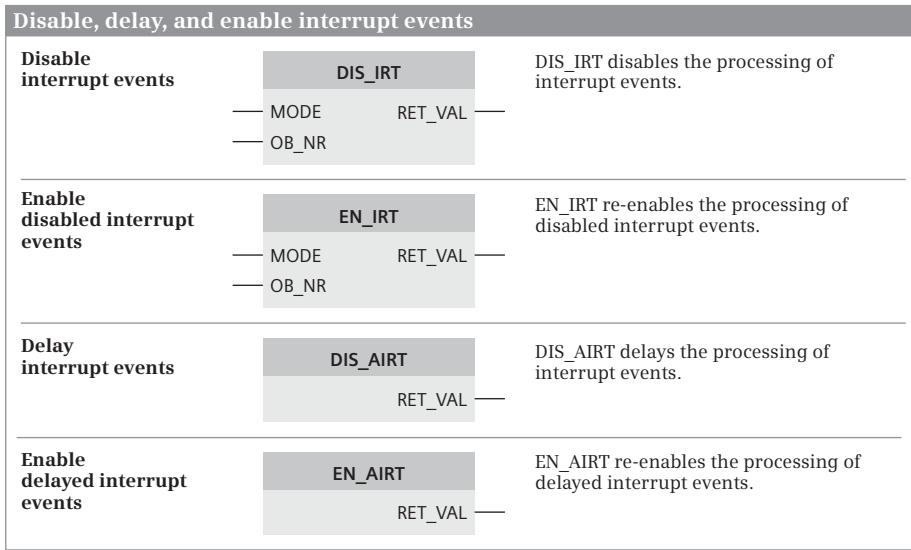 Disable, delay, and enable interrupt events
Disable
interrupt events
DIS_IRT
MODE RET_VAL
OB_NR
DIS_IRT disables the processing of
interrupt events.
Enable
disabled interrupt
events
EN_IRT
MODE RET_VAL
OB_NR
EN_IRT re-enables the processing of
disabled interrupt events.
Delay
interrupt events
DIS_AIRT
RET_VAL
DIS_AIRT delays the processing of
interrupt events.
Enable
delayed interrupt
events
EN_AIRT
RET_VAL
EN_AIRT re-enables the processing of
delayed interrupt events.